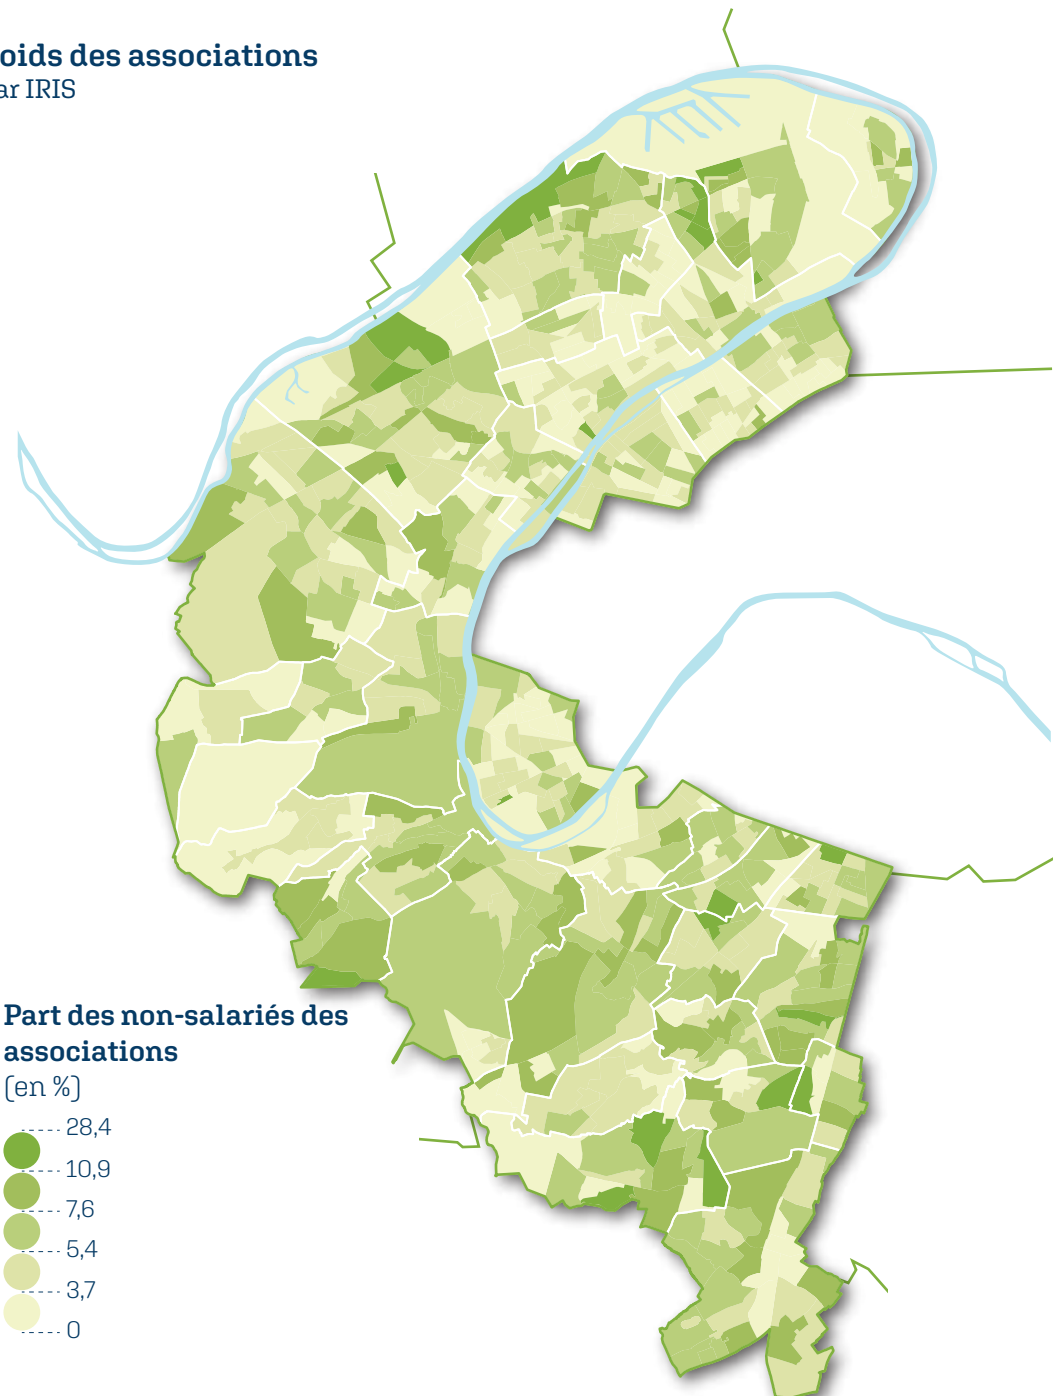 oids des associations
ar IRIS
Part des non-salariés des
associations
(en %)
28,4
10,9
7,6
5,4
3,7
0